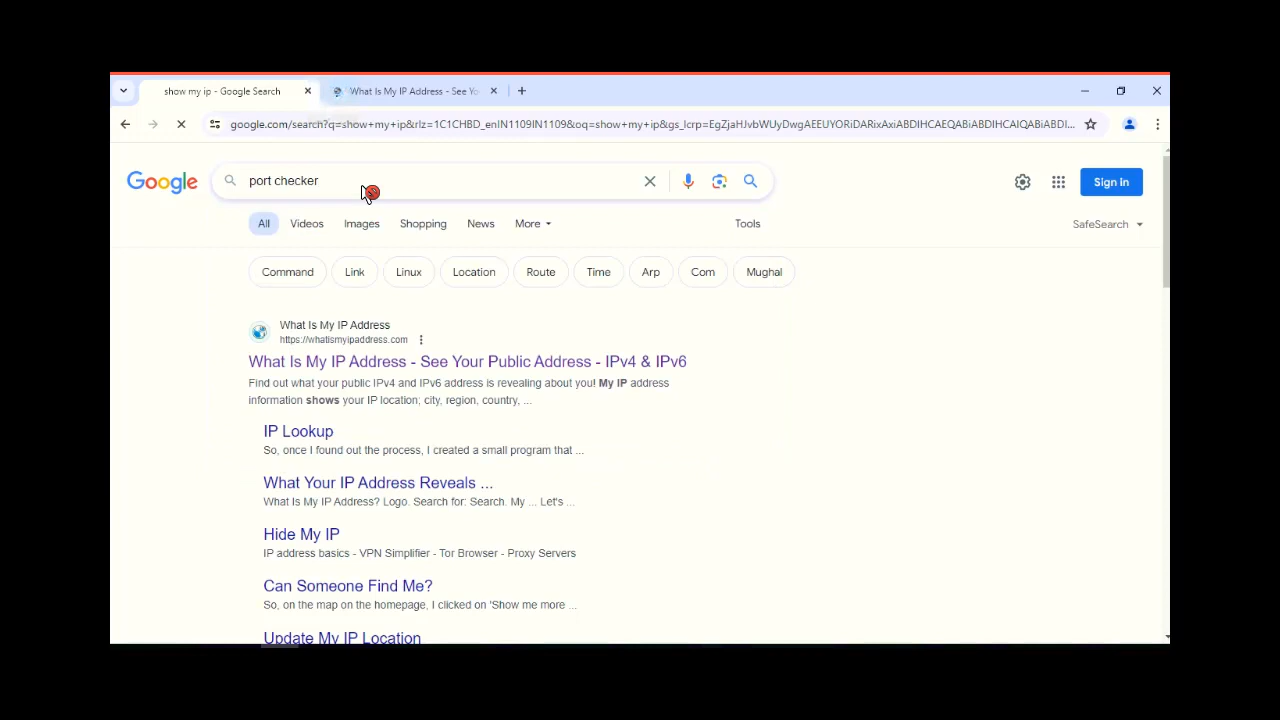 show my ip - Google Search
What Is My IP Address - See Yo
google.com/search?q=show+my+ip&rlz=1C1CHBD_enIN1109IN1109&oq=show+my+ip&gs_lcrp=EgZjaHJvbWUyDwgAEEUYORiDARixAxiABDIHCAEQABiABDIHCAIQABiABDI...
Google
port checker
Sign in
All
Videos
Images
Shopping
News
More
Tools
SafeSearch
Command
Link
Linux
Location
Route
Time
Arp
Com
Mughal
What Is My IP Address
https://whatismyipaddress.com
What Is My IP Address - See Your Public Address - IPv4 & IPv6
Find out what your public IPv4 and IPv6 address is revealing about you! My IP address
information shows your IP location; city, region, country, ...
IP Lookup
So, once I found out the process, I created a small program that ...
What Your IP Address Reveals ...
What Is My IP Address? Logo. Search for: Search. My ... Let's ...
Hide My IP
IP address basics - VPN Simplifier - Tor Browser - Proxy Servers
Can Someone Find Me?
So, on the map on the homepage, I clicked on 'Show me more ...
Update My IP Location